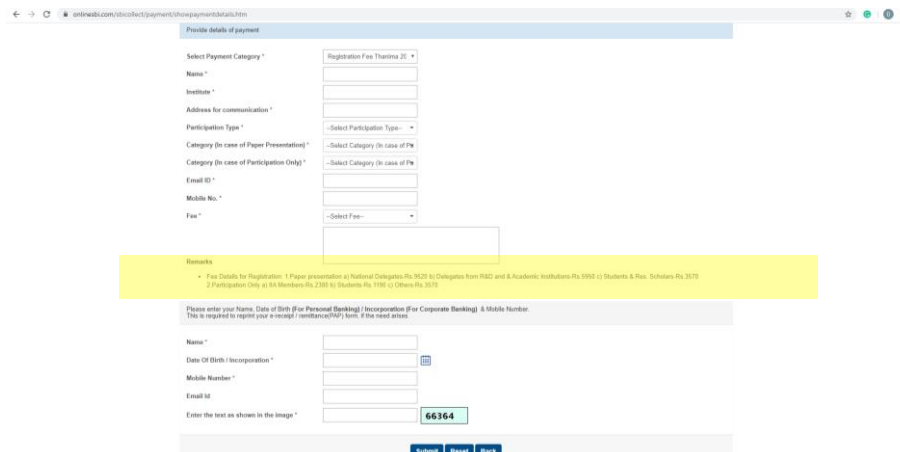 onlinesbi.com/sbicollect/payment/showpaymentdetails.htm
Provide details of payment
Select Payment Category * Registration Fee Tharoma 20
Name *
Institute *
Address for communication *
Participation Type * --Select Participation Type--
Category (In case of Paper Presentation) * --Select Category (In case of Pa
Category (In case of Participation Only) * --Select Category (In case of Pa
Email ID *
Mobile No. *
Fee * --Select Fee--
Remarks
• Fee Details for Registration: 1.Paper presentation a) National Delegates-Rs.9520 b) Delegates from R&D and & Academic Institutions-Rs.5950 c) Students & Res. Scholars-Rs.3570
2.Participation Only a) IIA Members-Rs.2380 b) Students-Rs.1190 c) Others-Rs.3570
Please enter your Name, Date of Birth (For Personal Banking) / Incorporation (For Corporate Banking) & Mobile Number.
This is required to reprint your e-receipt / remittance(PAP) form, if the need arises.
Name *
Date Of Birth / Incorporation *
Mobile Number *
Email Id
Enter the text as shown in the image * 66364
Submit Reset Back